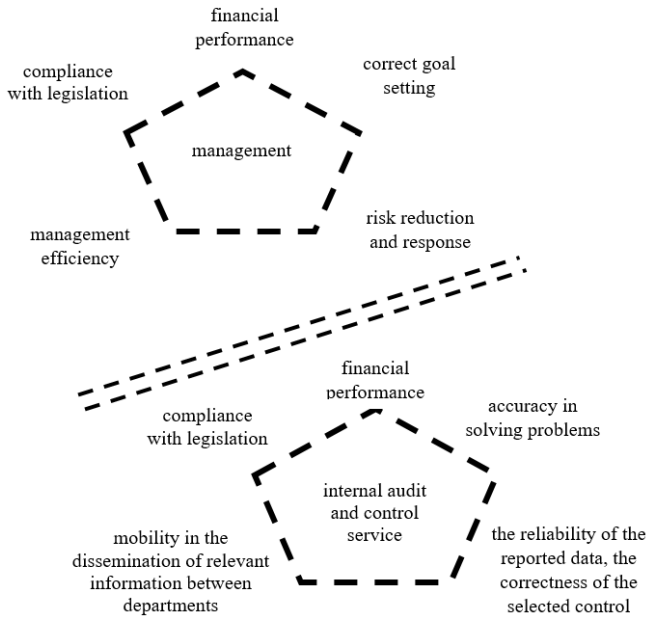 financial
performance
compliance
with legislation
correct goal
setting
management
management
efficiency
risk reduction
and response
financial
performance
compliance
with legislation
accuracy in
solving problems
internal audit
and control
service
mobility in the
dissemination of relevant
information between
departments
the reliability of the
reported data, the
correctness of the
selected control